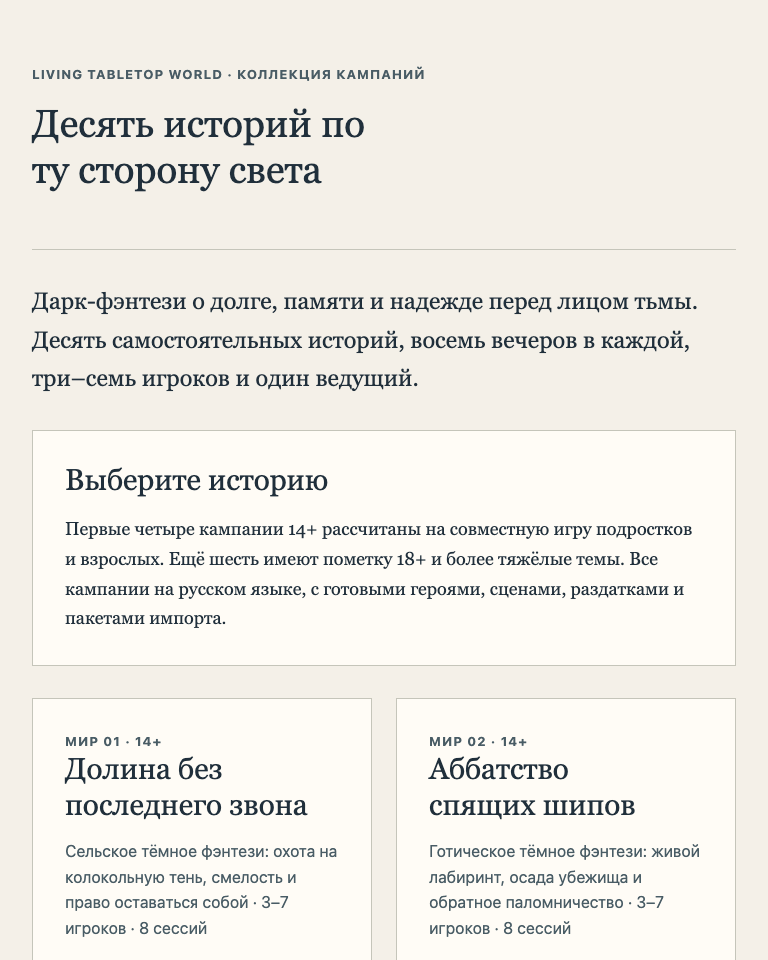 LIVING TABLETOP WORLD · КОЛЛЕКЦИЯ КАМПАНИЙ
Десять историй по
ту сторону света
Дарк-фэнтези о долге, памяти и надежде перед лицом тьмы.
Десять самостоятельных историй, восемь вечеров в каждой,
три–семь игроков и один ведущий.
Выберите историю
Первые четыре кампании 14+ рассчитаны на совместную игру подростков
и взрослых. Ещё шесть имеют пометку 18+ и более тяжёлые темы. Все
кампании на русском языке, с готовыми героями, сценами, раздатками и
пакетами импорта.
МИР 01 · 14+
Долина без
последнего звона
Сельское тёмное фэнтези: охота на
колокольную тень, смелость и
право оставаться собой · 3–7
игроков · 8 сессий
МИР 02 · 14+
Аббатство
спящих шипов
Готическое тёмное фэнтези: живой
лабиринт, осада убежища и
обратное паломничество · 3–7
игроков · 8 сессий